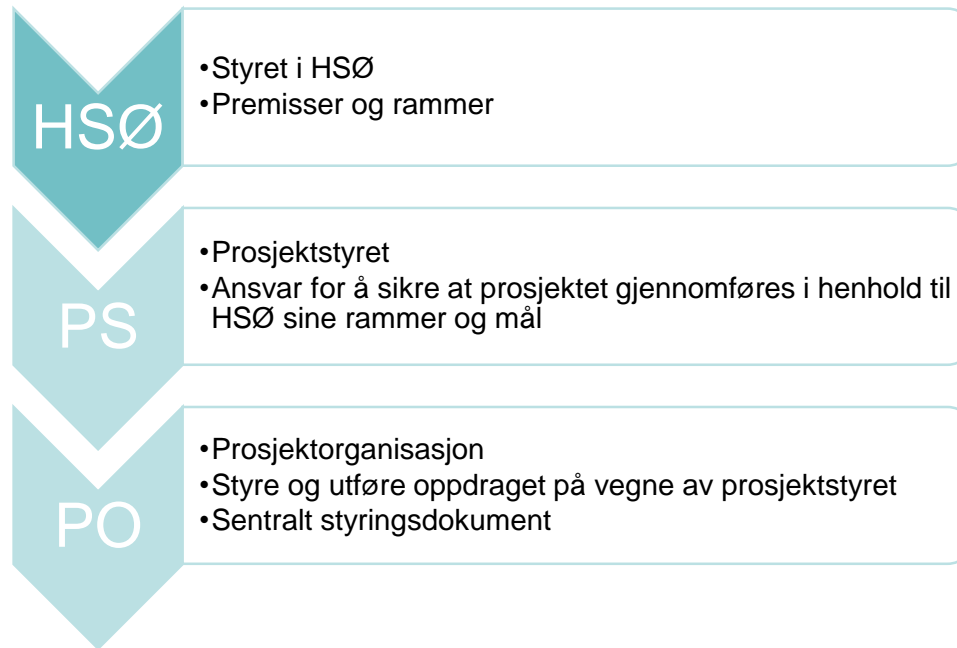 HSØ
•Styret i HSØ
•Premisser og rammer
PS
•Prosjektstyret
•Ansvar for å sikre at prosjektet gjennomføres i henhold til
HSØ sine rammer og mål
PO
•Prosjektorganisasjon
•Styre og utføre oppdraget på vegne av prosjektstyret
•Sentralt styringsdokument